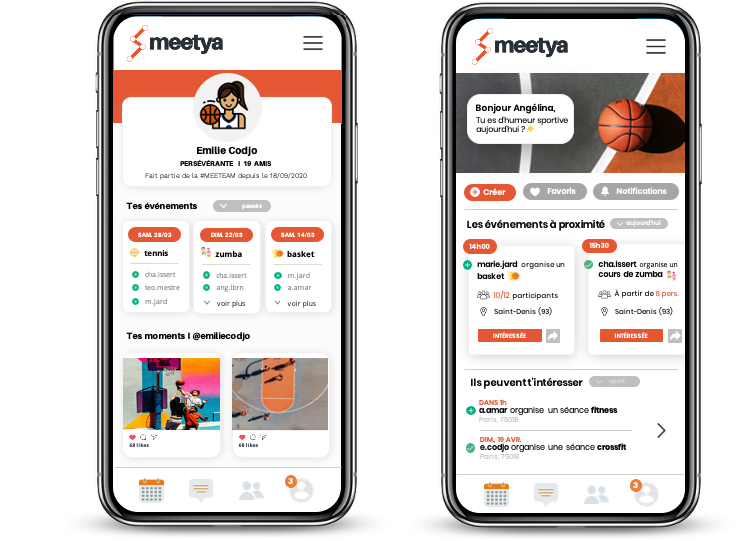 meetya
Emilie Codjo
PERSÉVÉRANTE I 19 AMIS
Fait partie de la #MEETEAM depuis le 18/09/2020
Tes événements
passés
SAM. 28/03
DIM. 22/03
SAM. 14/03
tennis
zumba
basket
cha.issert
cha.issert
m.jard
teo.mestre
ang.lbrn
a.amar
m.jard
voir plus
voir plus
Tes moments I @emiliecodjo
68 likes
68 likes
3
meetya
Bonjour Angélina,
Tu es d'humeur sportive
aujourd'hui ?
Créer
Favoris
Notifications
Les événements à proximité
aujourd'hui
14h00
15h30
marie.jard organise un
basket
cha.issert organise un
cours de zumba
10/12 participants
À partir de 8 pers.
Saint-Denis (93)
Saint-Denis (93)
INTÉRESSÉE
INTÉRESSÉE
Ils peuvent t'intéresser
sport
DANS 1h
a.amar organise un séance fitness
Paris, 75018
DIM, 19 AVR.
e.codjo organise une séance crossfit
Paris, 75018
3